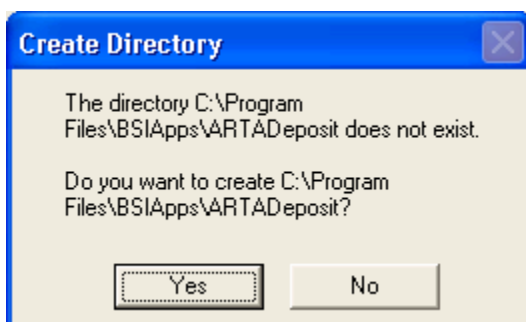 Create Directory
The directory C:\Program
Files\BSIApps\ARTADeposit does not exist.
Do you want to create C:\Program
Files\BSIApps\ARTADeposit?
Yes
No